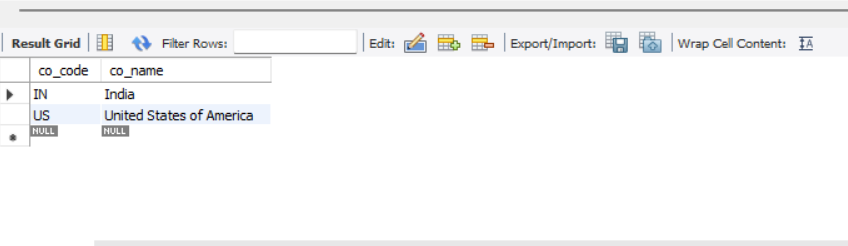 Result Grid Filter Rows: Edit: Export/Import: Wrap Cell Content: IA
co_code co_name
IN India
US United States of America
NULL NULL